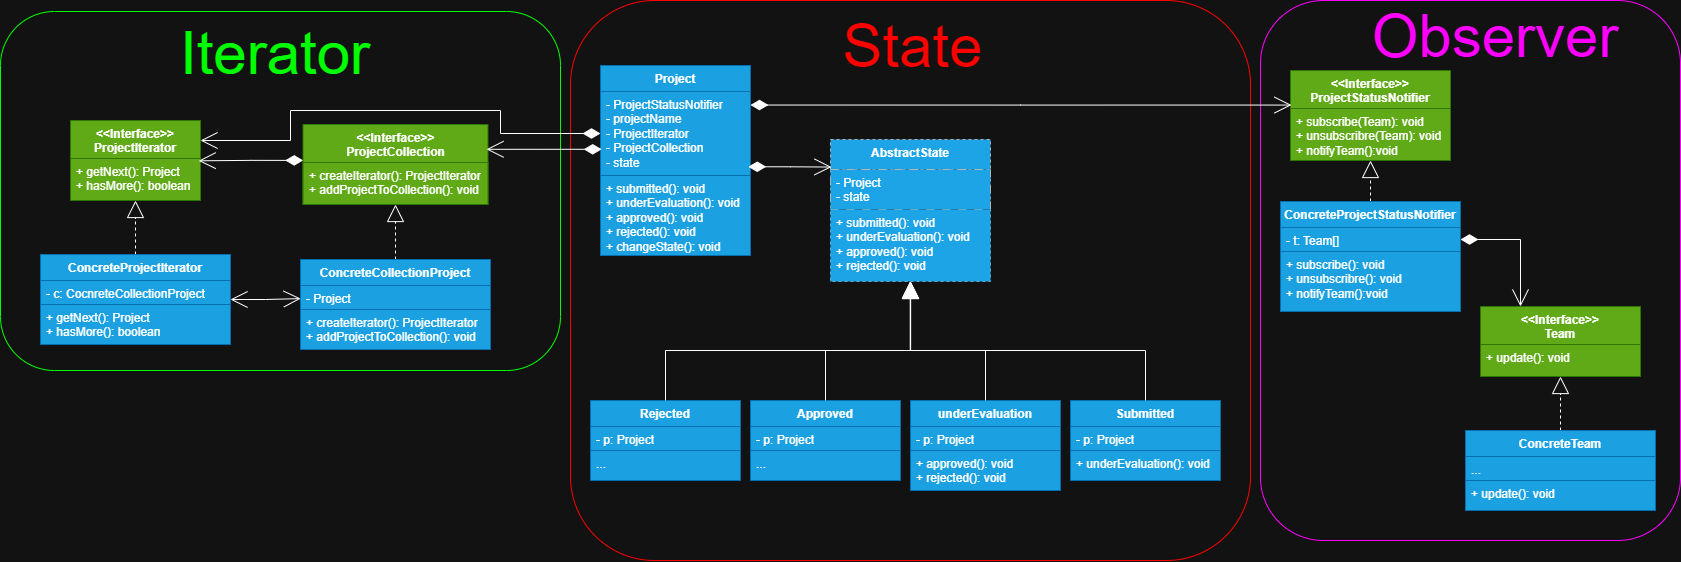 Iterator
<<Interface>>
ProjectIterator
+ getNext(): Project
+ hasMore(): boolean
<<Interface>>
ProjectCollection
+ createIterator(): ProjectIterator
+ addProjectToCollection(): void
ConcreteProjectIterator
- c: CocnreteCollectionProject
+ getNext(): Project
+ hasMore(): boolean
ConcreteCollectionProject
- Project
+ createIterator(): ProjectIterator
+ addProjectToCollection(): void
State
Project
- ProjectStatusNotifier
- projectName
- ProjectIterator
- ProjectCollection
- state
+ submitted(): void
+ underEvaluation(): void
+ approved(): void
+ rejected(): void
+ changeState(): void
AbstractState
- Project
- state
+ submitted(): void
+ underEvaluation(): void
+ approved(): void
+ rejected(): void
Rejected
- p: Project
...
Approved
- p: Project
...
underEvaluation
- p: Project
+ approved(): void
+ rejected(): void
Submitted
- p: Project
+ underEvaluation(): void
Observer
<<Interface>>
ProjectStatusNotifier
+ subscribe(Team): void
+ unsubscribre(Team): void
+ notifyTeam():void
ConcreteProjectStatusNotifier
- t: Team[]
+ subscribe(): void
+ unsubscribre(): void
+ notifyTeam():void
<<Interface>>
Team
+ update(): void
ConcreteTeam
...
+ update(): void